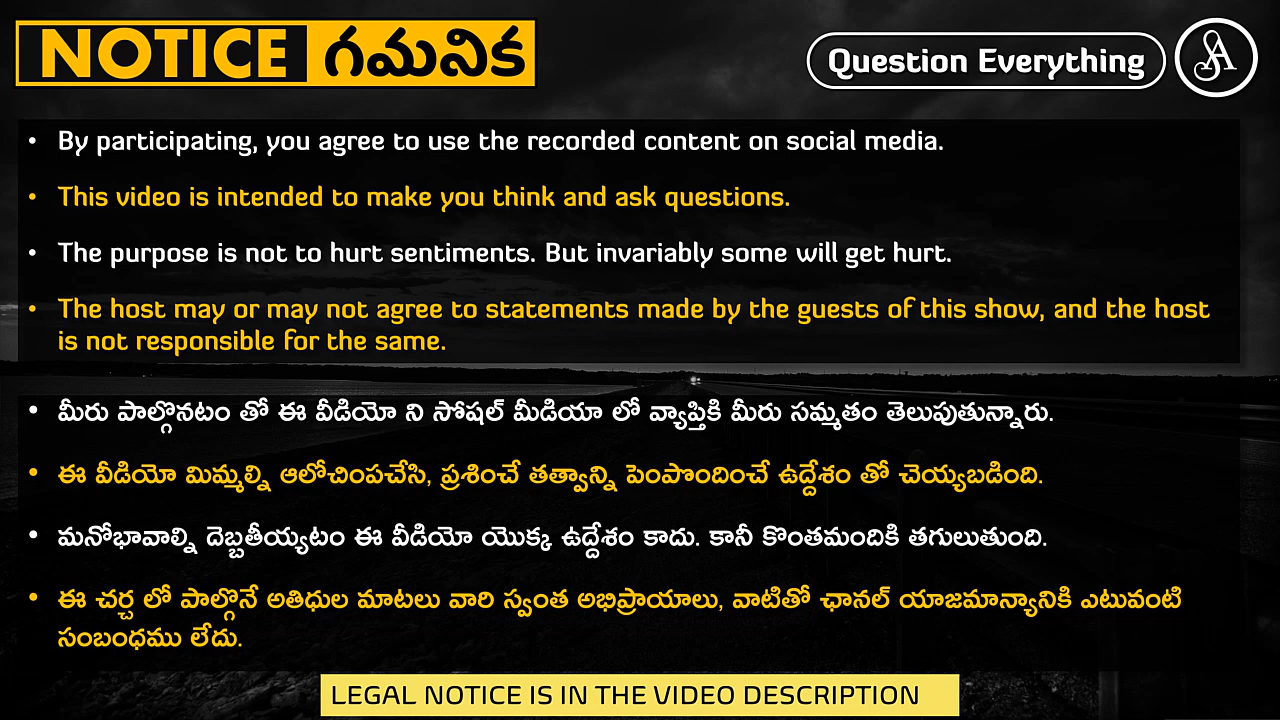 NOTICE గమనిక
Question Everything
• By participating, you agree to use the recorded content on social media.
• This video is intended to make you think and ask questions.
• The purpose is not to hurt sentiments. But invariably some will get hurt.
• The host may or may not agree to statements made by the guests of this show, and the host
is not responsible for the same.
• మీరు పాల్గొనటం తో ఈ వీడియో ని సోషల్ మీడియా లో వ్యాప్తికి మీరు సమ్మతం తెలుపుతున్నారు.
• ఈ వీడియో మిమ్మల్ని ఆలోచింపచేసి, ప్రశించే తత్వాన్ని పెంపొందించే ఉద్దేశం తో చెయ్యబడింది.
• మనోభావాల్ని దెబ్బతీయ్యటం ఈ వీడియో యొక్క ఉద్దేశం కాదు. కానీ కొంతమందికి తగులుతుంది.
• ఈ చర్చ లో పాల్గొనే అతిధుల మాటలు వారి స్వంత అభిప్రాయాలు, వాటితో ఛానల్ యాజమాన్యానికి ఎటువంటి
సంబంధము లేదు.
LEGAL NOTICE IS IN THE VIDEO DESCRIPTION